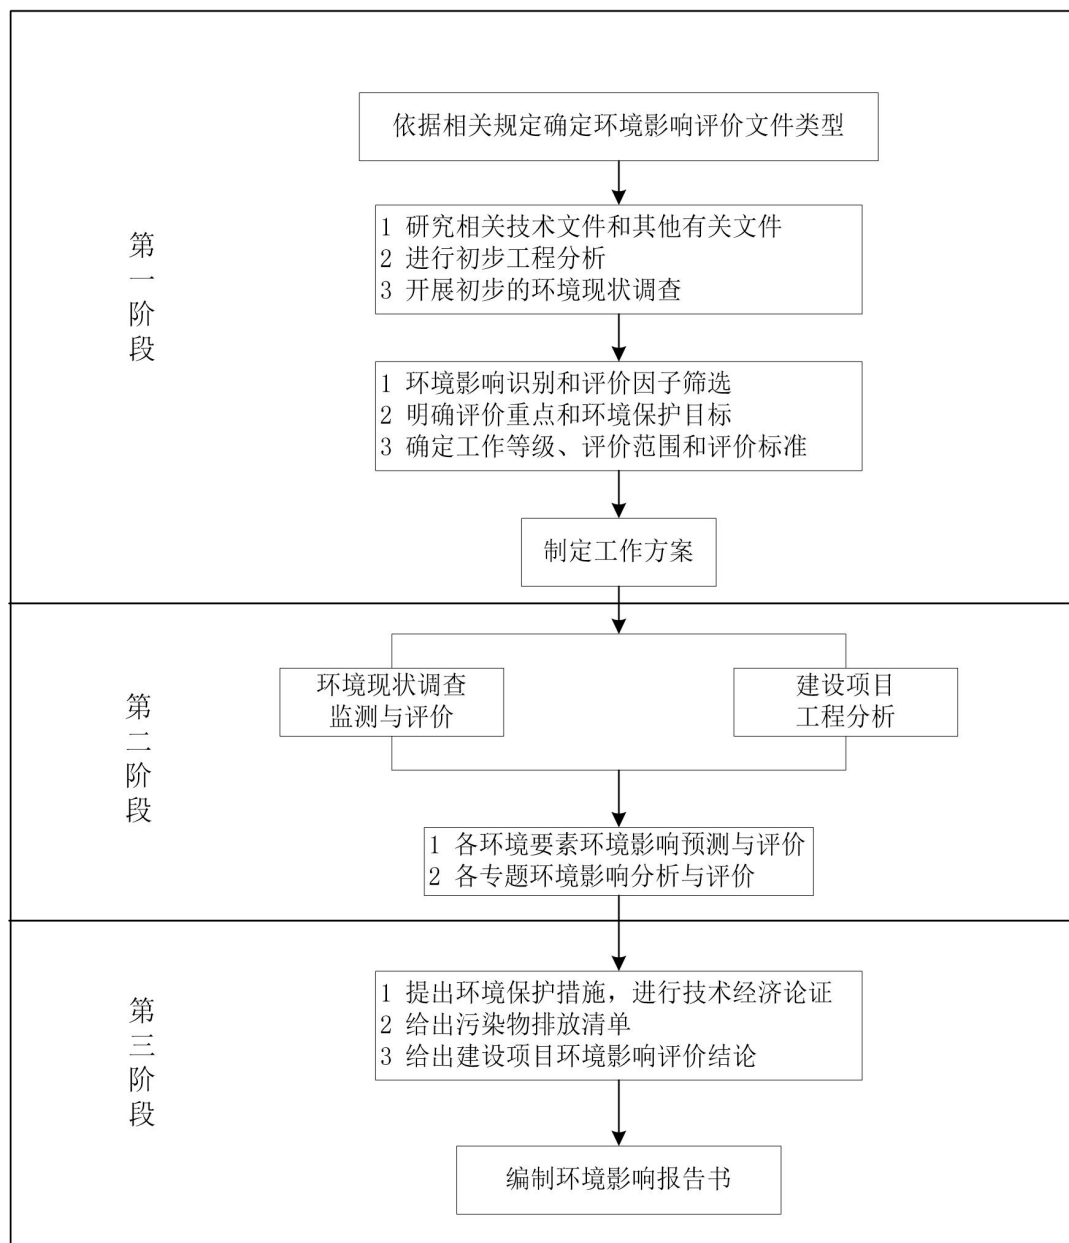 第一阶段
依据相关规定确定环境影响评价文件类型
1 研究相关技术文件和其他有关文件
2 进行初步工程分析
3 开展初步的环境现状调查
1 环境影响识别和评价因子筛选
2 明确评价重点和环境保护目标
3 确定工作等级、评价范围和评价标准
制定工作方案
第二阶段
环境现状调查
监测与评价
建设项目
工程分析
1 各环境要素环境影响预测与评价
2 各专题环境影响分析与评价
第三阶段
1 提出环境保护措施，进行技术经济论证
2 给出污染物排放清单
3 给出建设项目环境影响评价结论
编制环境影响报告书